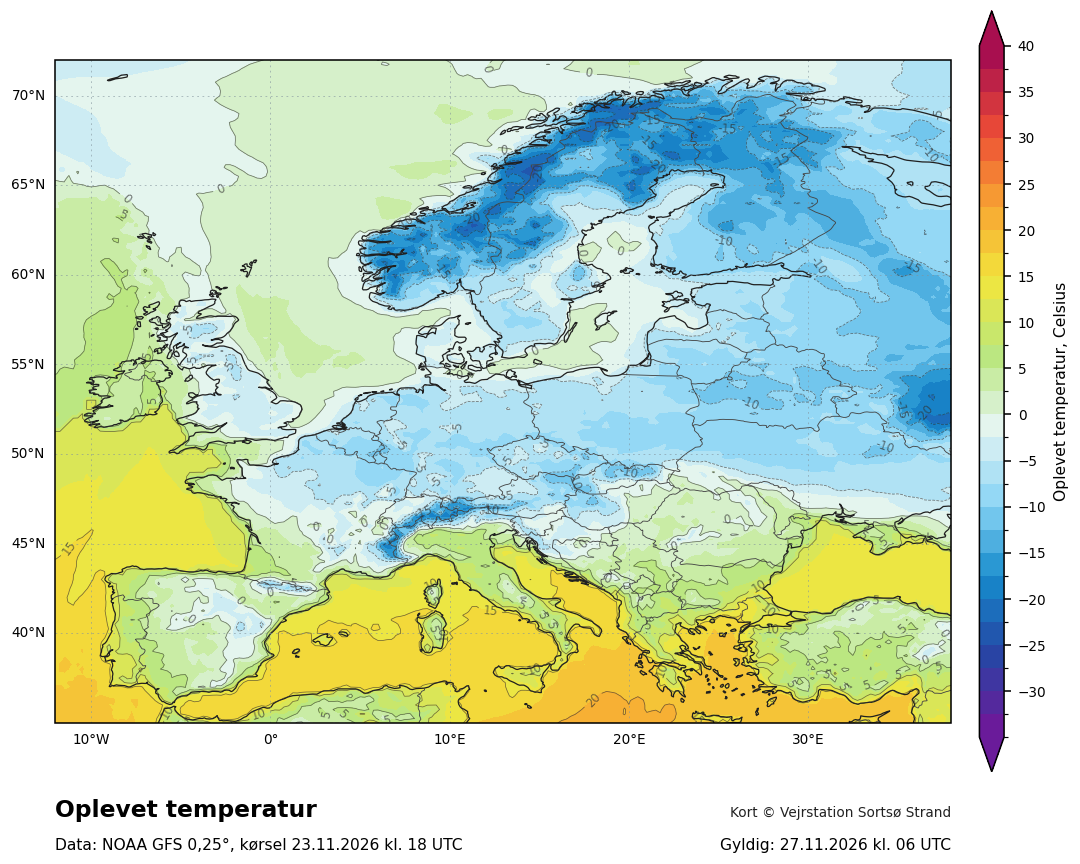 40
35
30
25
20
15
10
5
0
−5
−10
−15
−20
−25
−30
Oplevet temperatur, Celsius
70°N
65°N
60°N
55°N
50°N
45°N
40°N
10°W
0°
10°E
20°E
30°E
Oplevet temperatur
Kort © Vejrstation Sortsø Strand
Data: NOAA GFS 0,25°, kørsel 23.11.2026 kl. 18 UTC
Gyldig: 27.11.2026 kl. 06 UTC